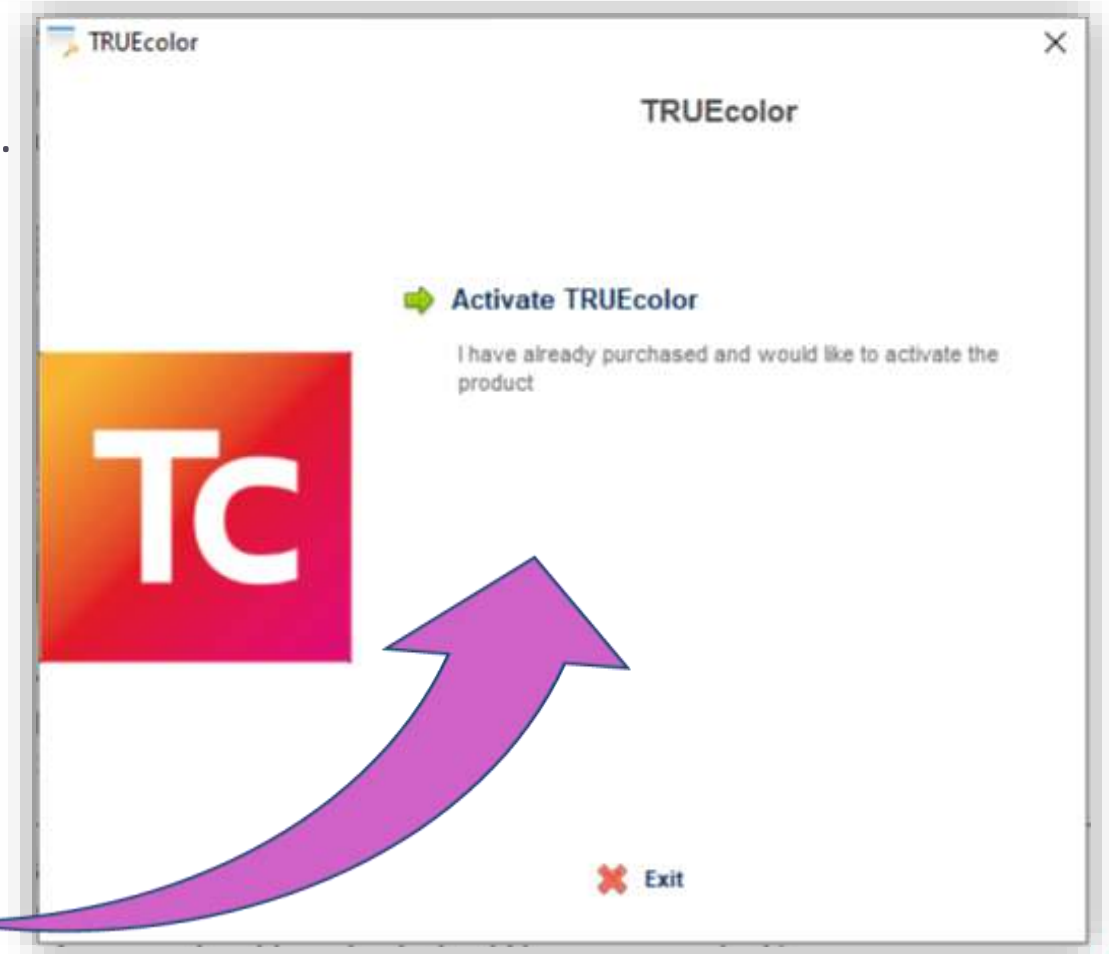 TRUEcolor
TRUEcolor
.
Activate TRUEcolor
I have already purchased and would like to activate the
product
Tc
Exit